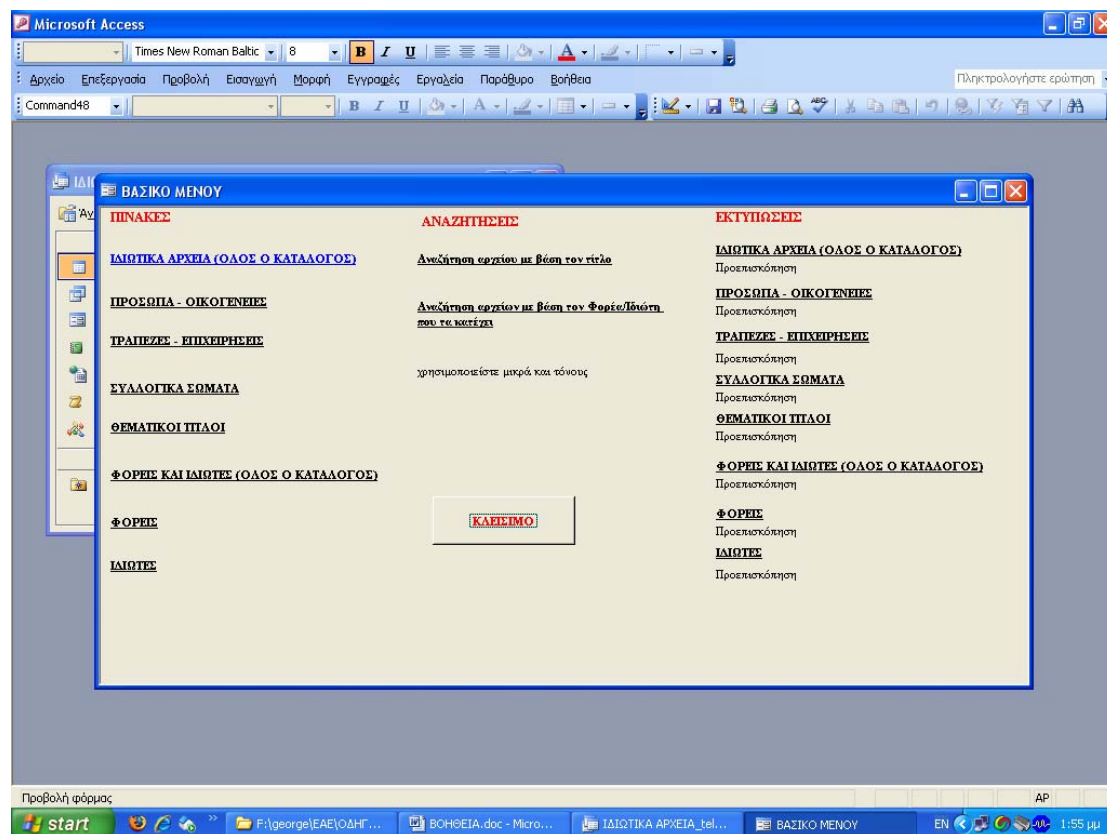 Microsoft Access
Times New Roman Baltic 8 B I U A
Αρχείο Επεξεργασία Προβολή Εισαγωγή Μορφή Εγγραφές Εργαλεία Παράθυρο Βοήθεια Πληκτρολογήστε ερώτηση
Command48 B I U A
ΒΑΣΙΚΟ ΜΕΝΟΥ
ΠΙΝΑΚΕΣ
ΙΔΙΩΤΙΚΑ ΑΡΧΕΙΑ (ΟΛΟΣ Ο ΚΑΤΑΛΟΓΟΣ)
ΠΡΟΣΩΠΑ - ΟΙΚΟΓΕΝΕΙΕΣ
ΤΡΑΠΕΖΕΣ - ΕΠΙΧΕΙΡΗΣΕΙΣ
ΣΥΛΛΟΓΙΚΑ ΣΩΜΑΤΑ
ΘΕΜΑΤΙΚΟΙ ΤΙΤΛΟΙ
ΦΟΡΕΙΣ ΚΑΙ ΙΔΙΩΤΕΣ (ΟΛΟΣ Ο ΚΑΤΑΛΟΓΟΣ)
ΦΟΡΕΙΣ
ΙΔΙΩΤΕΣ
ΑΝΑΖΗΤΗΣΕΙΣ
Αναζήτηση αρχείου με βάση τον τίτλο
Αναζήτηση αρχείων με βάση τον Φορέα/Ιδιώτη
που τα κατέχει
χρησιμοποιείστε μικρά και τόνους
ΚΛΕΙΣΙΜΟ
ΕΚΤΥΠΩΣΕΙΣ
ΙΔΙΩΤΙΚΑ ΑΡΧΕΙΑ (ΟΛΟΣ Ο ΚΑΤΑΛΟΓΟΣ)
Προεπισκόπηση
ΠΡΟΣΩΠΑ - ΟΙΚΟΓΕΝΕΙΕΣ
Προεπισκόπηση
ΤΡΑΠΕΖΕΣ - ΕΠΙΧΕΙΡΗΣΕΙΣ
Προεπισκόπηση
ΣΥΛΛΟΓΙΚΑ ΣΩΜΑΤΑ
Προεπισκόπηση
ΘΕΜΑΤΙΚΟΙ ΤΙΤΛΟΙ
Προεπισκόπηση
ΦΟΡΕΙΣ ΚΑΙ ΙΔΙΩΤΕΣ (ΟΛΟΣ Ο ΚΑΤΑΛΟΓΟΣ)
Προεπισκόπηση
ΦΟΡΕΙΣ
Προεπισκόπηση
ΙΔΙΩΤΕΣ
Προεπισκόπηση
Προβολή φόρμας AP
start F:\george\EAE\ΟΔΗΓ... ΒΟΗΘΕΙΑ.doc - Micro... ΙΔΙΩΤΙΚΑ ΑΡΧΕΙΑ_tel... ΒΑΣΙΚΟ ΜΕΝΟΥ EN 1:55 μμ